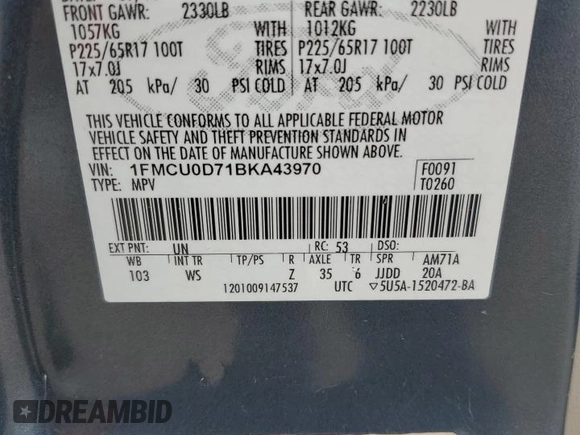 FRONT GAWR: 2330LB REAR GAWR: 2230LB
1057KG WITH 1012KG WITH
P225/65R17 100T TIRES P225/65R17 100T TIRES
17x7.0J RIMS 17x7.0J RIMS
AT 205 kPa/ 30 PSI COLD AT 205 kPa/ 30 PSI COLD
THIS VEHICLE CONFORMS TO ALL APPLICABLE FEDERAL MOTOR
VEHICLE SAFETY AND THEFT PREVENTION STANDARDS IN
EFFECT ON THE DATE OF MANUFACTURE SHOWN ABOVE.
VIN: 1FMCU0D71BKA43970 F0091
TYPE: MPV T0260
EXT PNT: UN RC: 53 DSO:
WB INT TR TP/PS R AXLE TR SPR AM71A
103 WS Z 35 6 JJDD 20A
1201009147537 UTC ▽5U5A-1520472-BA
DREAMBID